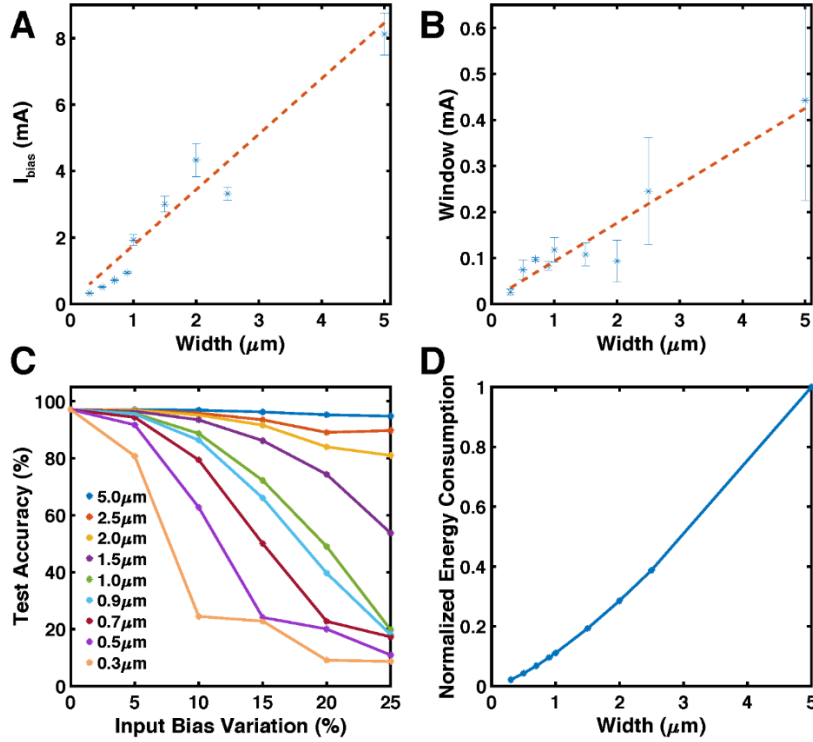 A
I_bias (mA)
8
6
4
2
0
0 1 2 3 4 5
Width (μm)
B
Window (mA)
0.6
0.5
0.4
0.3
0.2
0.1
0
0 1 2 3 4 5
Width (μm)
C
Test Accuracy (%)
100
80
60
40
20
0
5.0μm
2.5μm
2.0μm
1.5μm
1.0μm
0.9μm
0.7μm
0.5μm
0.3μm
0 5 10 15 20 25
Input Bias Variation (%)
D
Normalized Energy Consumption
1
0.8
0.6
0.4
0.2
0
0 1 2 3 4 5
Width (μm)